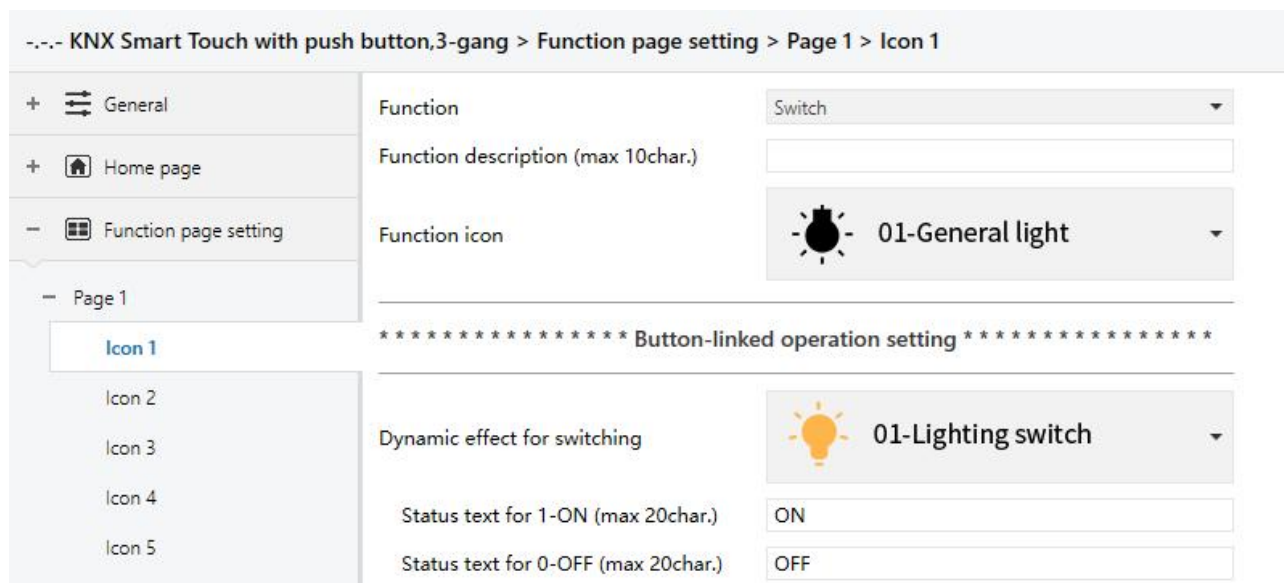 -.-.- KNX Smart Touch with push button,3-gang > Function page setting > Page 1 > Icon 1
+ General
+ Home page
− Function page setting
− Page 1
Icon 1
Icon 2
Icon 3
Icon 4
Icon 5
Function
Switch
Function description (max 10char.)
Function icon
01-General light
* * * * * * * * * * * * * * * * Button-linked operation setting * * * * * * * * * * * * * * * *
Dynamic effect for switching
01-Lighting switch
Status text for 1-ON (max 20char.)
ON
Status text for 0-OFF (max 20char.)
OFF